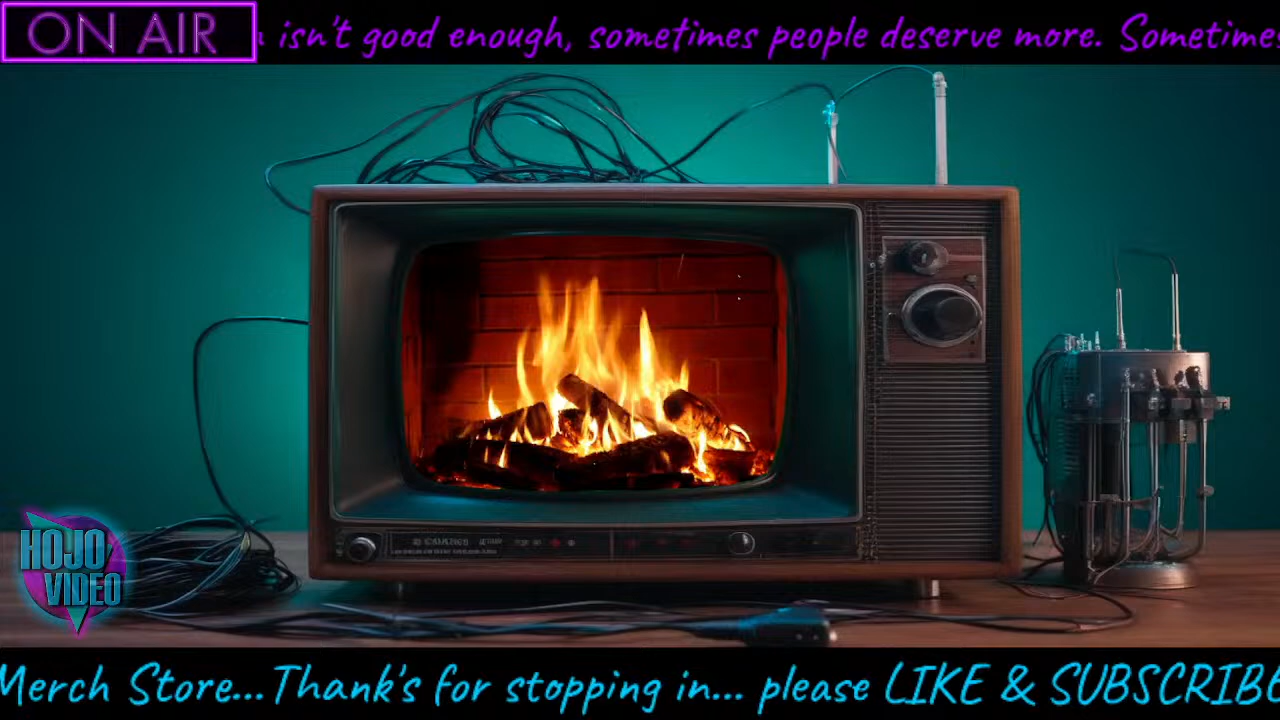 ON AIR
isn't good enough, sometimes people deserve more. Sometimes
HOJO
VIDEO
Merch Store... Thank's for stopping in... please LIKE & SUBSCRIBE